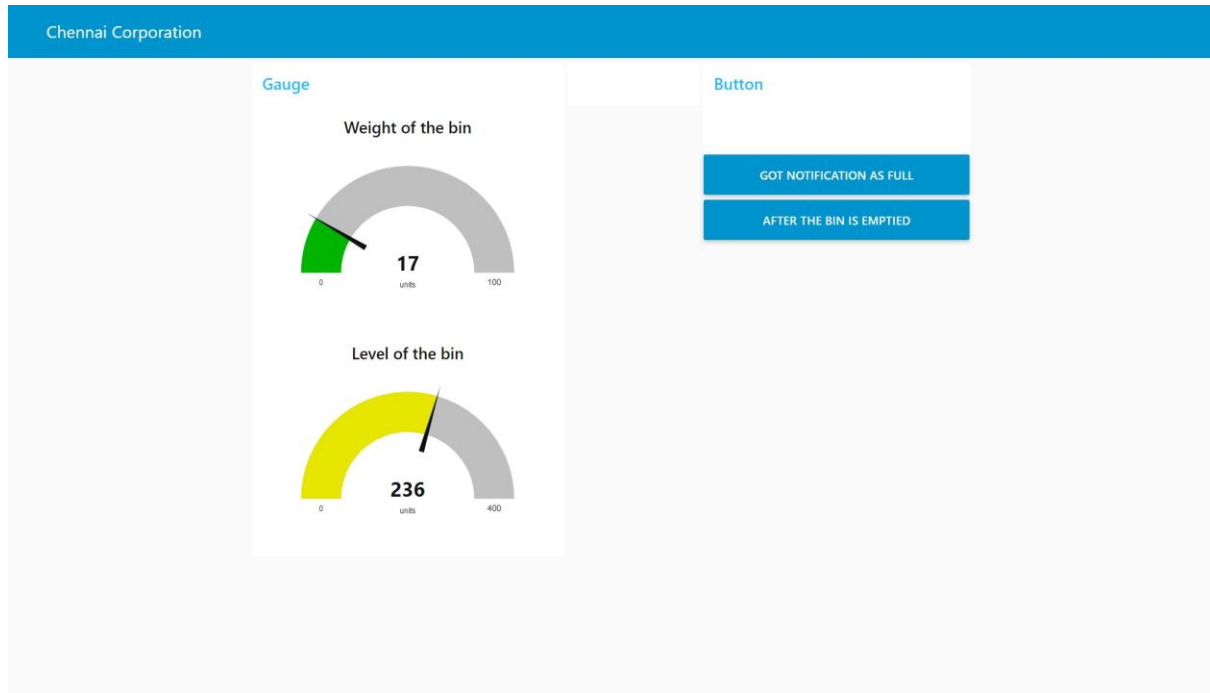 Chennai Corporation
Gauge
Weight of the bin
17
units
0
100
Level of the bin
236
units
0
400
Button
GOT NOTIFICATION AS FULL
AFTER THE BIN IS EMPTIED